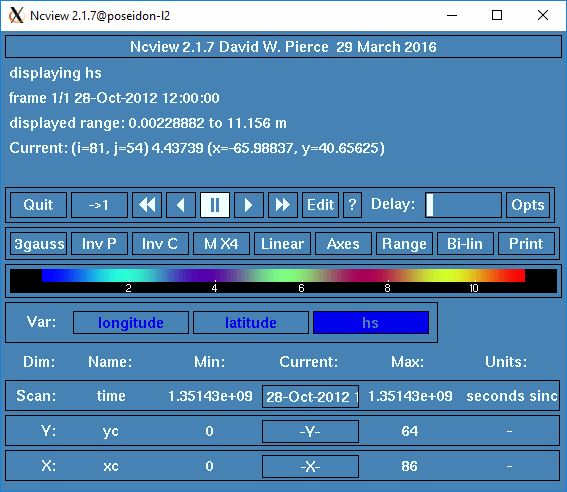 Ncview 2.1.7@poseidon-l2
Ncview 2.1.7 David W. Pierce  29 March 2016
displaying hs
frame 1/1 28-Oct-2012 12:00:00
displayed range: 0.00228882 to 11.156 m
Current: (i=81, j=54) 4.43739 (x=-65.98837, y=40.65625)
Quit ->1 Edit ? Delay: Opts
3gauss Inv P Inv C M X4 Linear Axes Range Bi-lin Print
2 4 6 8 10
Var: longitude latitude hs
Dim: Name: Min: Current: Max: Units:
Scan: time 1.35143e+09 28-Oct-2012 1 1.35143e+09 seconds sinc
Y: yc 0 -Y- 64 -
X: xc 0 -X- 86 -